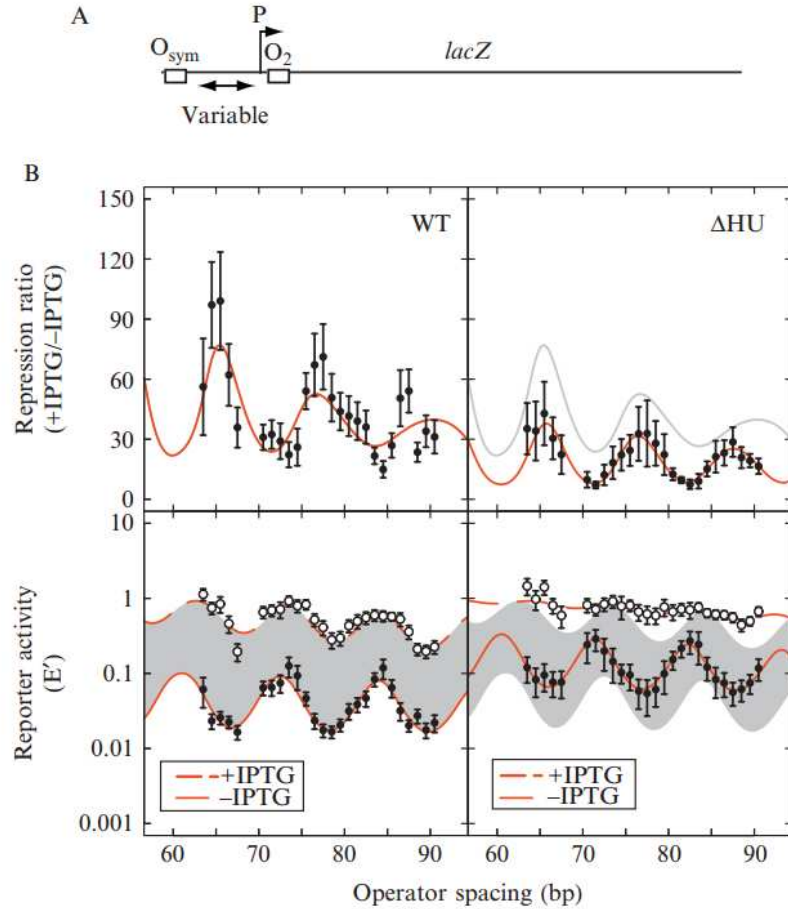 A
P
O_sym
O_2
lacZ
Variable
B
150
120
90
60
30
0
Repression ratio
(+IPTG/–IPTG)
WT
ΔHU
10
1
0.1
0.01
0.001
Reporter activity
(E′)
+IPTG
–IPTG
+IPTG
–IPTG
60 70 80 90 60 70 80 90
Operator spacing (bp)